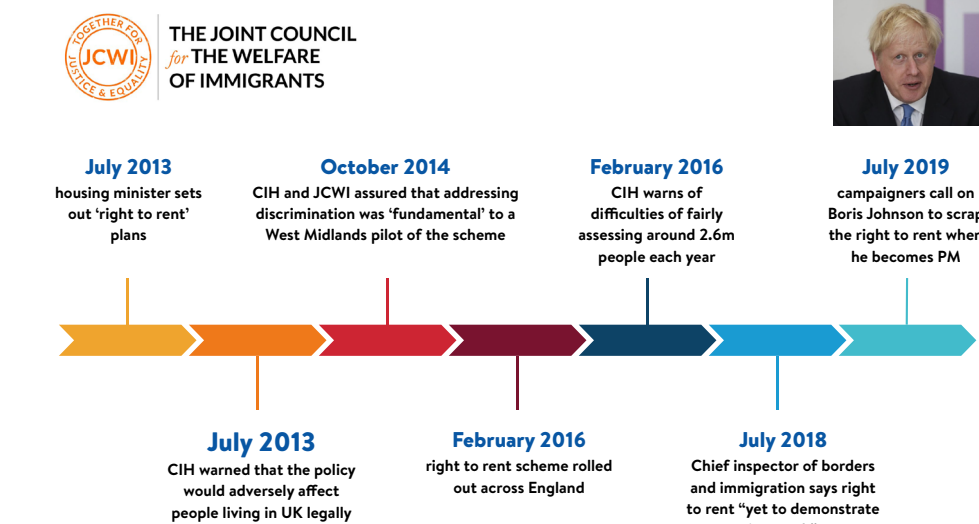 TOGETHER FOR
JCWI
JUSTICE & EQUALITY
THE JOINT COUNCIL
for THE WELFARE
OF IMMIGRANTS
July 2013
housing minister sets
out ‘right to rent’
plans
October 2014
CIH and JCWI assured that addressing
discrimination was ‘fundamental’ to a
West Midlands pilot of the scheme
February 2016
CIH warns of
difficulties of fairly
assessing around 2.6m
people each year
July 2019
campaigners call on
Boris Johnson to scrap
the right to rent when
he becomes PM
July 2013
CIH warned that the policy
would adversely affect
people living in UK legally
February 2016
right to rent scheme rolled
out across England
July 2018
Chief inspector of borders
and immigration says right
to rent “yet to demonstrate